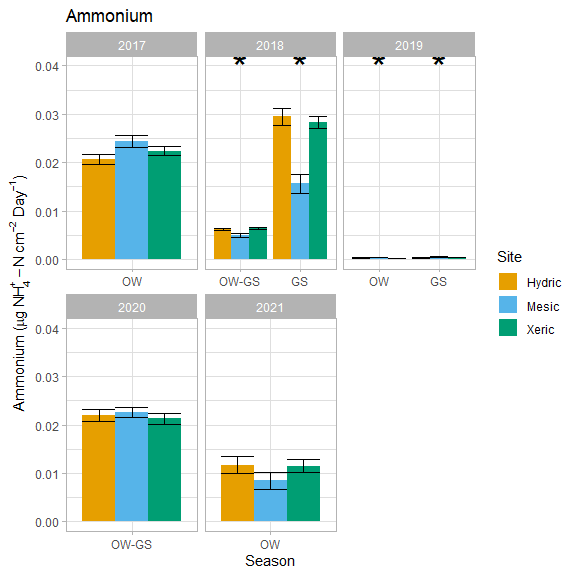 Ammonium
2017 2018 2019
0.04
0.03
0.02
0.01
0.00
* * * *
OW OW-GS GS OW GS
2020 2021
0.04
0.03
0.02
0.01
0.00
OW-GS OW
Season
Ammonium (µg NH₄⁺ − N cm⁻² Day⁻¹)
Site
Hydric
Mesic
Xeric